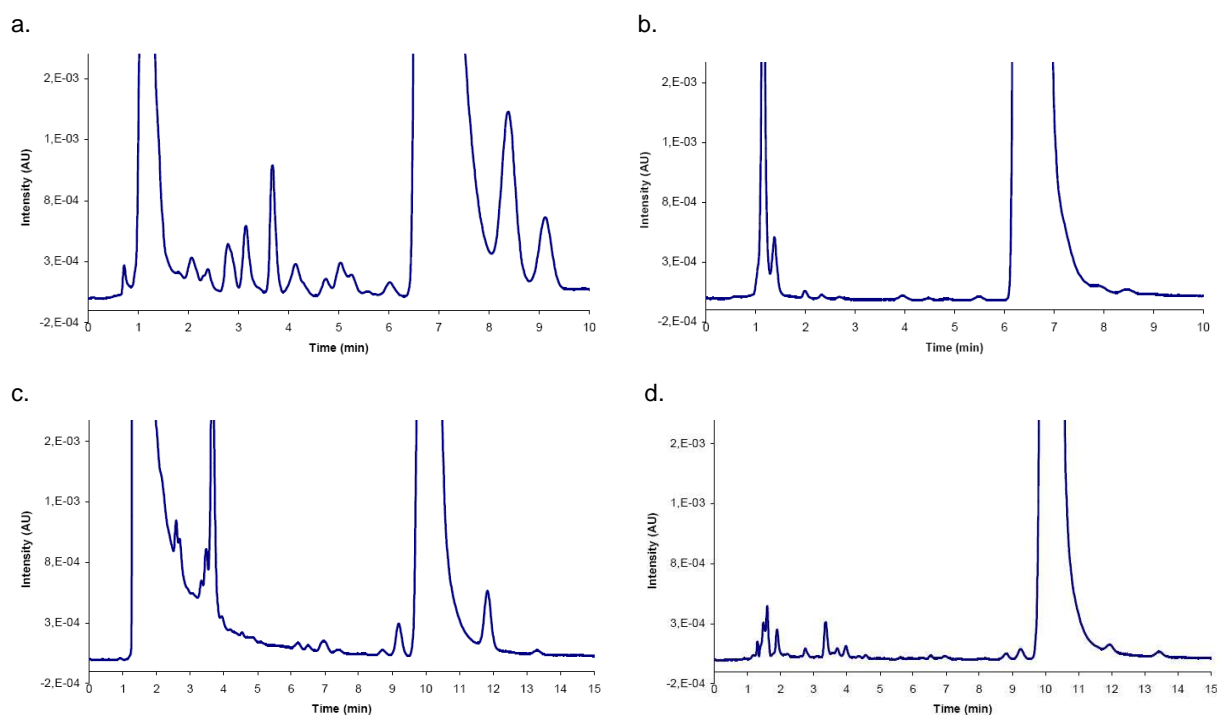 a.
2,E-03
1,E-03
8,E-04
3,E-04
-2,E-04
Intensity (AU)
0 1 2 3 4 5 6 7 8 9 10
Time (min)
b.
2,E-03
1,E-03
8,E-04
3,E-04
-2,E-04
Intensity (AU)
0 1 2 3 4 5 6 7 8 9 10
Time (min)
c.
2,E-03
1,E-03
8,E-04
3,E-04
-2,E-04
Intensity (AU)
0 1 2 3 4 5 6 7 8 9 10 11 12 13 14 15
Time (min)
d.
2,E-03
1,E-03
8,E-04
3,E-04
-2,E-04
Intensity (AU)
0 1 2 3 4 5 6 7 8 9 10 11 12 13 14 15
Time (min)